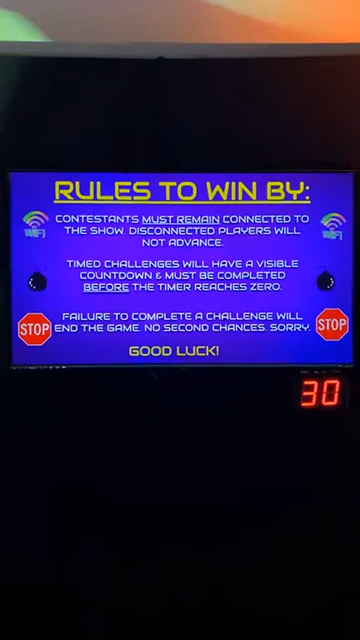 RULES TO WIN BY:
CONTESTANTS MUST REMAIN CONNECTED TO
THE SHOW. DISCONNECTED PLAYERS WILL
NOT ADVANCE.
WiFi
WiFi
TIMED CHALLENGES WILL HAVE A VISIBLE
COUNTDOWN & MUST BE COMPLETED
BEFORE THE TIMER REACHES ZERO.
STOP
FAILURE TO COMPLETE A CHALLENGE WILL
END THE GAME. NO SECOND CHANCES. SORRY.
STOP
GOOD LUCK!
30